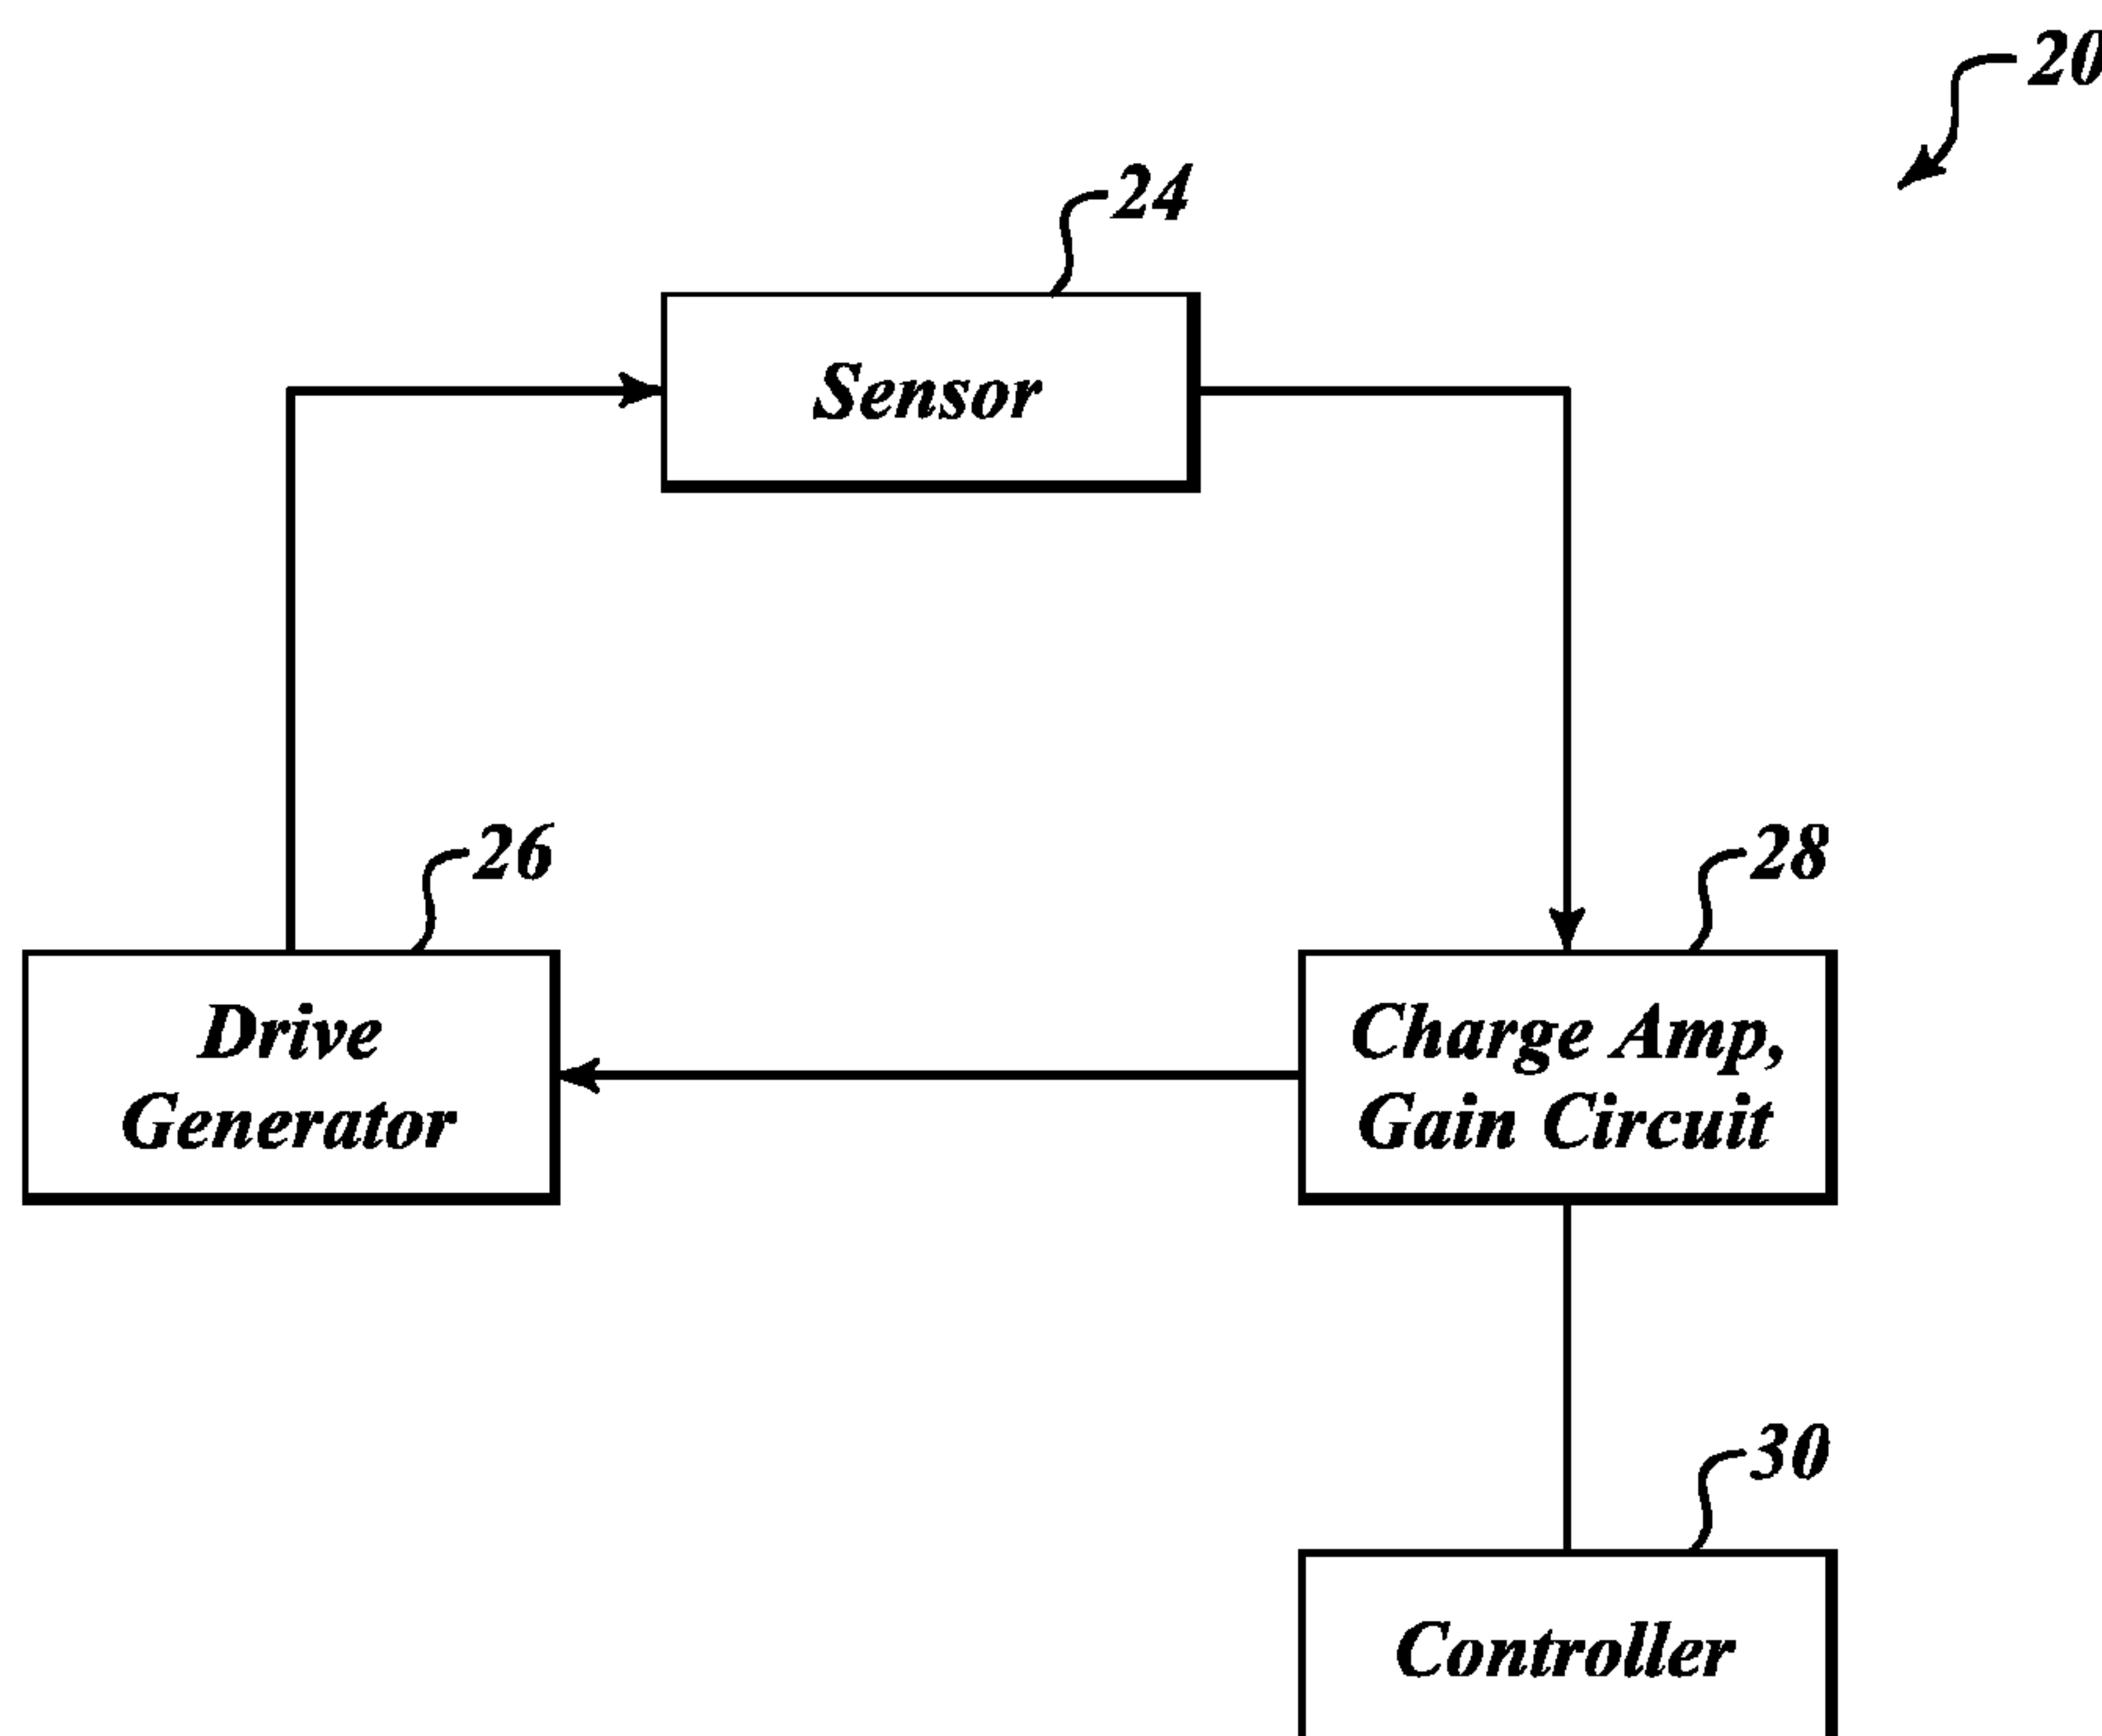 20
24
Sensor
26
28
Drive
Generator
Charge Amp,
Gain Circuit
30
Controller